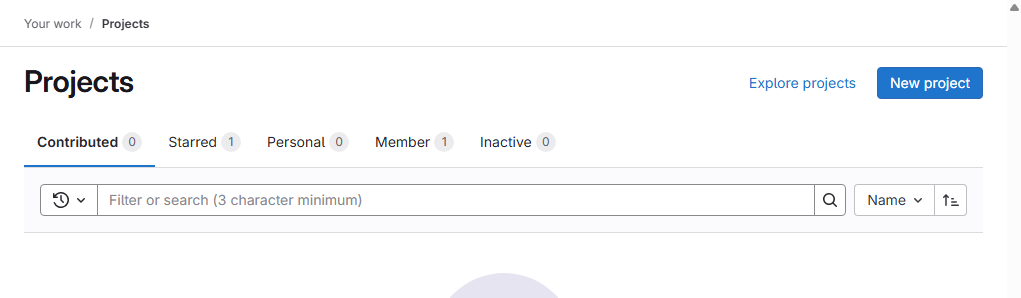 Your work / Projects
Projects
Explore projects
New project
Contributed 0 Starred 1 Personal 0 Member 1 Inactive 0
Filter or search (3 character minimum)
Name